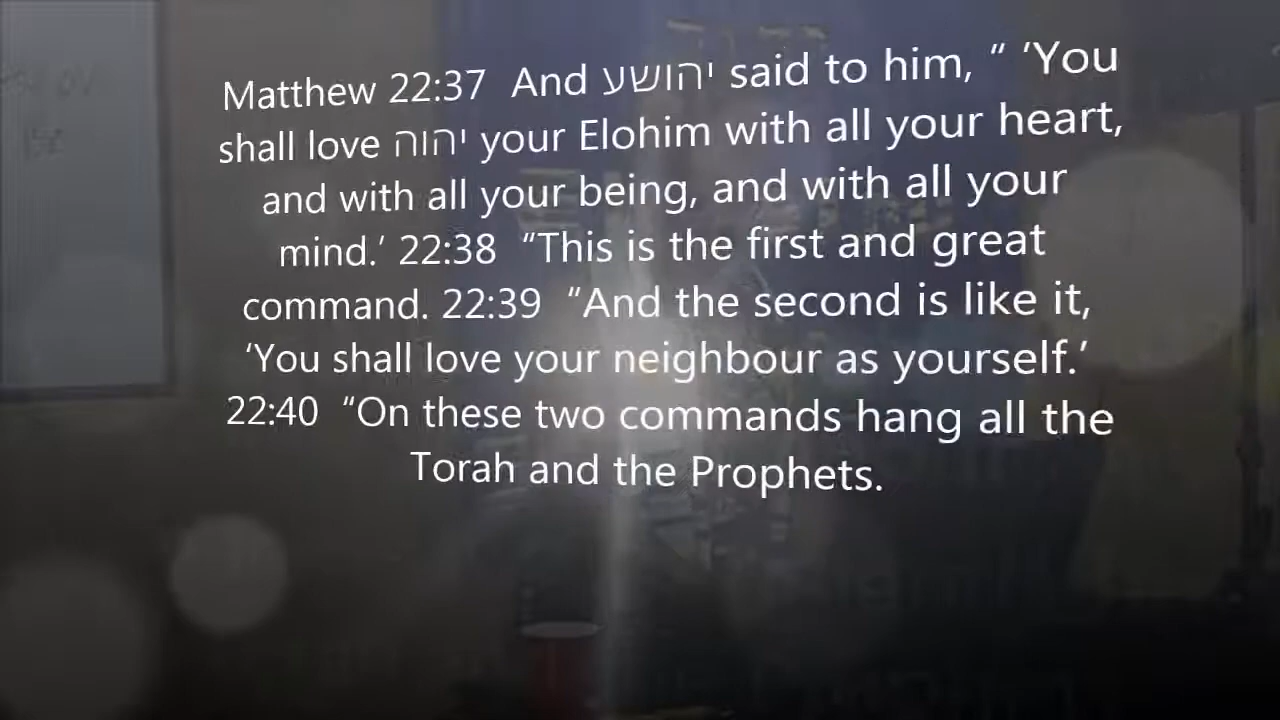 Matthew 22:37 And יהושע said to him, “ ’You
shall love יהוה your Elohim with all your heart,
and with all your being, and with all your
mind.’ 22:38 “This is the first and great
command. 22:39 “And the second is like it,
‘You shall love your neighbour as yourself.’
22:40 “On these two commands hang all the
Torah and the Prophets.